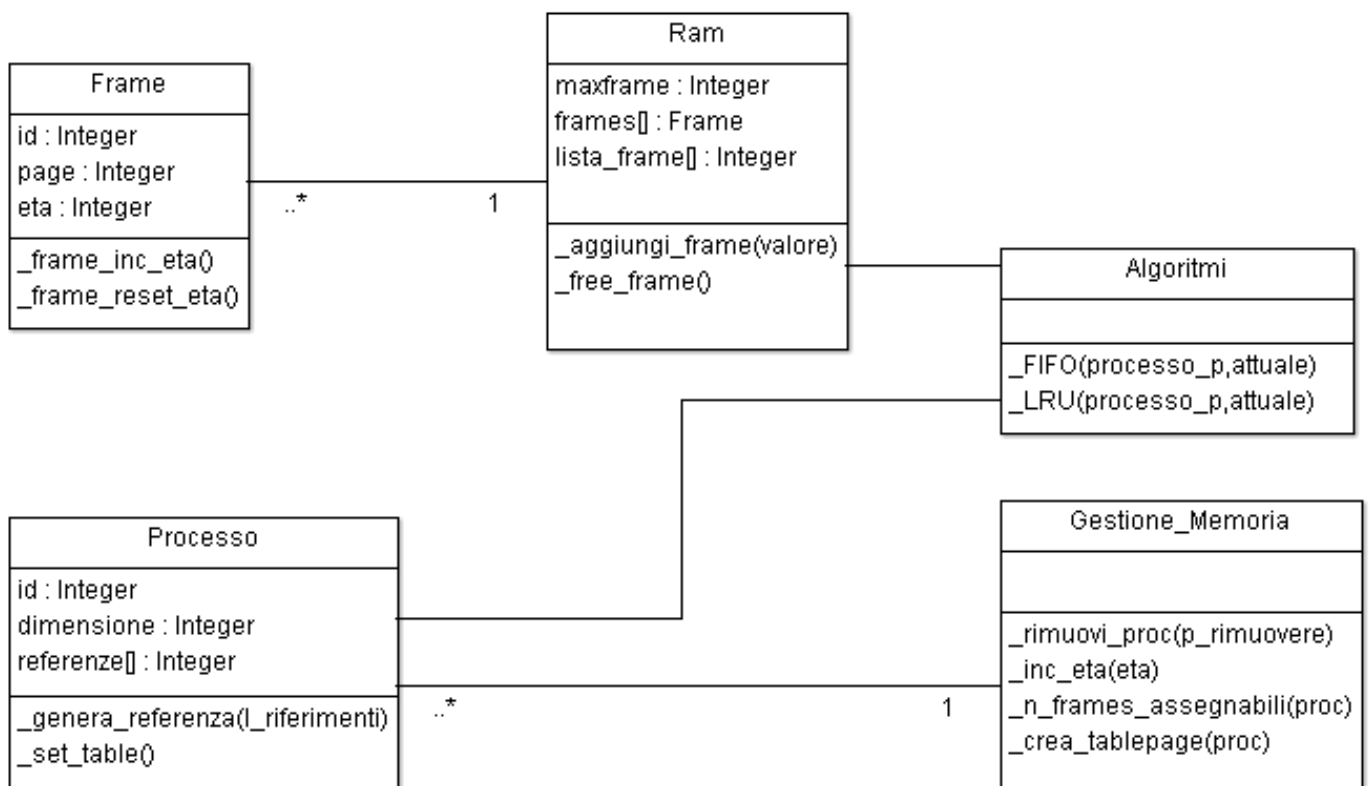 Frame
id : Integer
page : Integer
eta : Integer
_frame_inc_eta()
_frame_reset_eta()
..*
1
Ram
maxframe : Integer
frames[] : Frame
lista_frame[] : Integer
_aggiungi_frame(valore)
_free_frame()
Algoritmi
_FIFO(processo_p,attuale)
_LRU(processo_p,attuale)
Processo
id : Integer
dimensione : Integer
referenze[] : Integer
_genera_referenza(l_riferimenti)
_set_table()
..*
1
Gestione_Memoria
_rimuovi_proc(p_rimuovere)
_inc_eta(eta)
_n_frames_assegnabili(proc)
_crea_tablepage(proc)